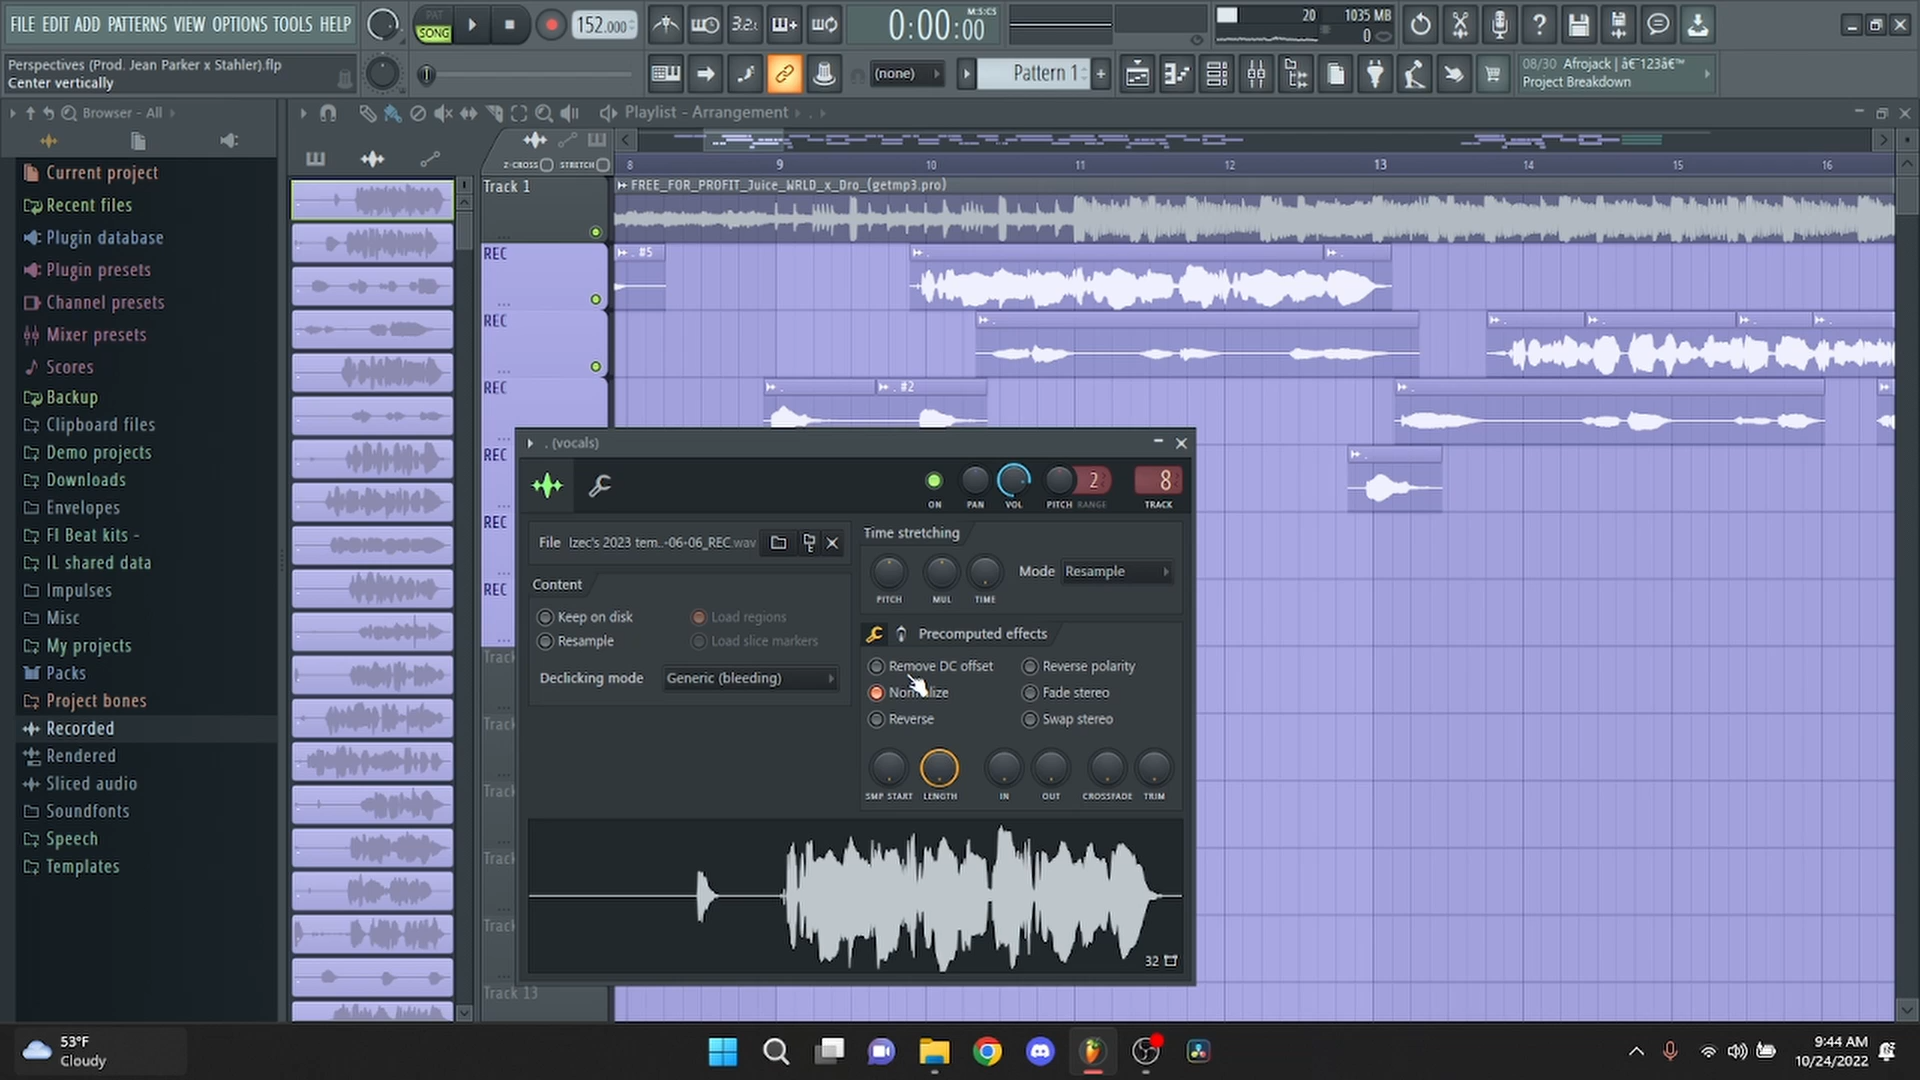 FILE EDIT ADD PATTERNS VIEW OPTIONS TOOLS HELP
PAT
SONG
152.000
3.2.
0:00:00
M:S:CS
20
1035 MB
0
Perspectives (Prod. Jean Parker x Stahler).flp
Center vertically
(none)
Pattern 1
+
08/30 Afrojack | â€˜123â€™
Project Breakdown
Browser - All
Playlist - Arrangement
Z-CROSS
STRETCH
8
9
10
11
12
13
14
15
16
Current project
Recent files
Plugin database
Plugin presets
Channel presets
Mixer presets
Scores
Backup
Clipboard files
Demo projects
Downloads
Envelopes
Fl Beat kits -
IL shared data
Impulses
Misc
My projects
Packs
Project bones
Recorded
Rendered
Sliced audio
Soundfonts
Speech
Templates
Track 1
FREE_FOR_PROFIT_Juice_WRLD_x_Dro_(getmp3.pro)
REC
. #5
REC
REC
. #2
REC
REC
REC
Track
Track
Track
Track
Track
Track 13
. (vocals)
ON
PAN
VOL
PITCH
2
RANGE
8
TRACK
File
Izec's 2023 tem..-06-06_REC.wav
Content
Keep on disk
Load regions
Resample
Load slice markers
Declicking mode
Generic (bleeding)
Time stretching
PITCH
MUL
TIME
Mode
Resample
Precomputed effects
Remove DC offset
Reverse polarity
Fade stereo
Reverse
Swap stereo
SMP START
LENGTH
IN
OUT
CROSSFADE
TRIM
32
53°F
Cloudy
9:44 AM
10/24/2022